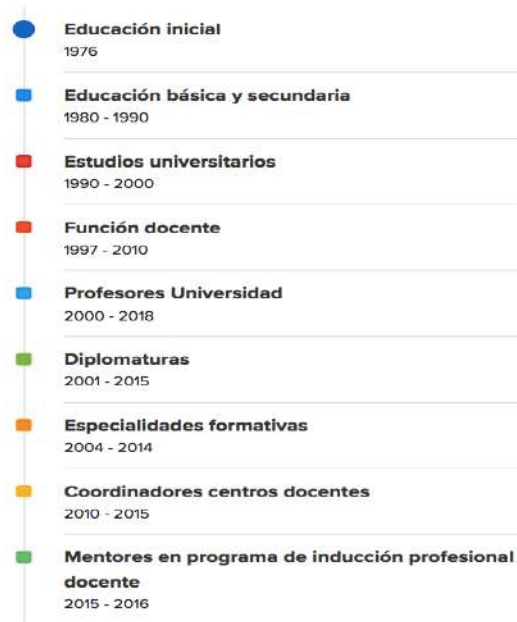 Educación inicial
1976
Educación básica y secundaria
1980 - 1990
Estudios universitarios
1990 - 2000
Función docente
1997 - 2010
Profesores Universidad
2000 - 2018
Diplomaturas
2001 - 2015
Especialidades formativas
2004 - 2014
Coordinadores centros docentes
2010 - 2015
Mentores en programa de inducción profesional
docente
2015 - 2016